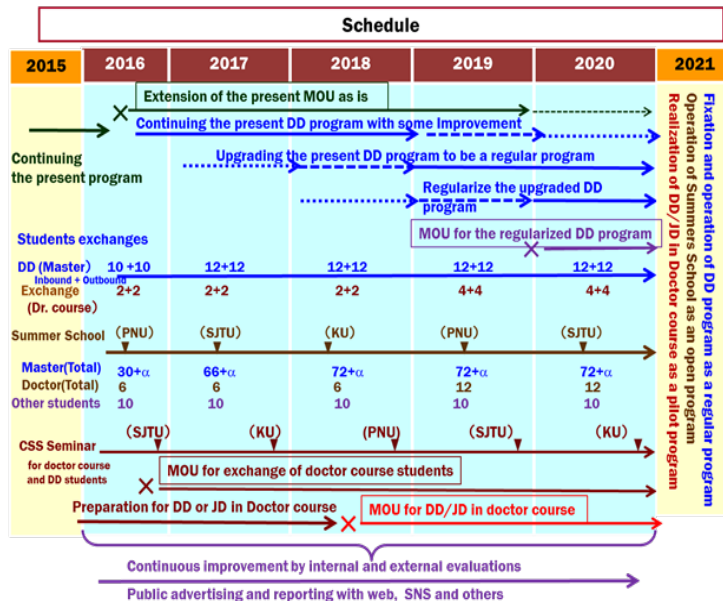 Schedule
2015 2016 2017 2018 2019 2020 2021
Extension of the present MOU as is
Continuing the present DD program with some Improvement
Continuing
the present program
Upgrading the present DD program to be a regular program
Regularize the upgraded DD
program
Students exchanges
MOU for the regularized DD program
DD (Master) 10 +10 12+12 12+12 12+12 12+12
Inbound + Outbound
Exchange 2+2 2+2 2+2 4+4 4+4
(Dr. course)
Summer School (PNU) (SJTU) (KU) (PNU) (SJTU)
Master(Total) 30+α 66+α 72+α 72+α 72+α
Doctor(Total) 6 6 6 12 12
Other students 10 10 10 10 10
CSS Seminar (SJTU) (KU) (PNU) (SJTU) (KU)
for doctor course
and DD students
MOU for exchange of doctor course students
Preparation for DD or JD in Doctor course
MOU for DD/JD in doctor course
Continuous improvement by internal and external evaluations
Public advertising and reporting with web, SNS and others
Fixation and operation of DD program as a regular program
Operation of Summers School as an open program
Realization of DD/JD in Doctor course as a pilot program